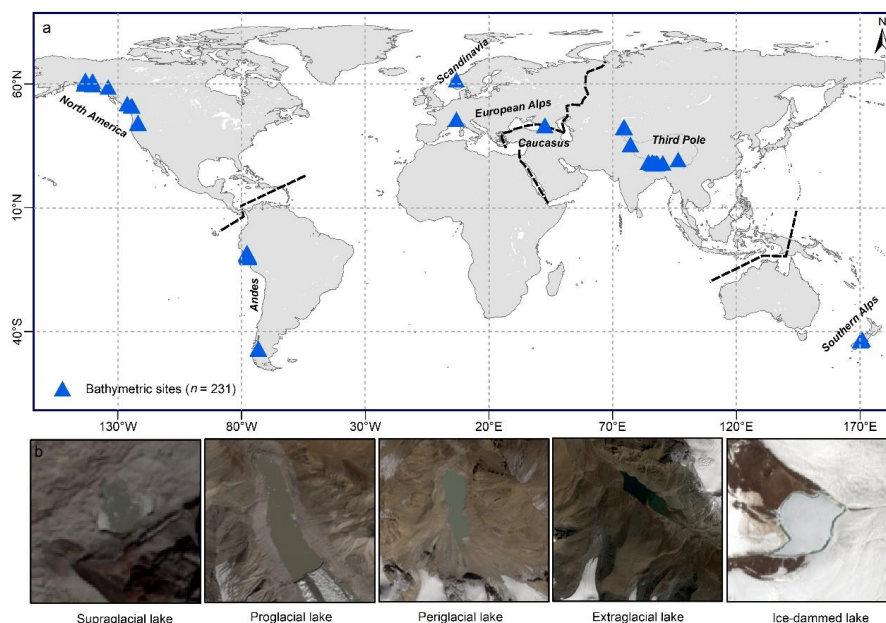 a
N
60°N
10°N
40°S
North America
Scandinavia
European Alps
Caucasus
Third Pole
Andes
Southern Alps
Bathymetric sites (n = 231)
130°W 80°W 30°W 20°E 70°E 120°E 170°E
b
Supraglacial lake Proglacial lake Periglacial lake Extraglacial lake Ice-dammed lake